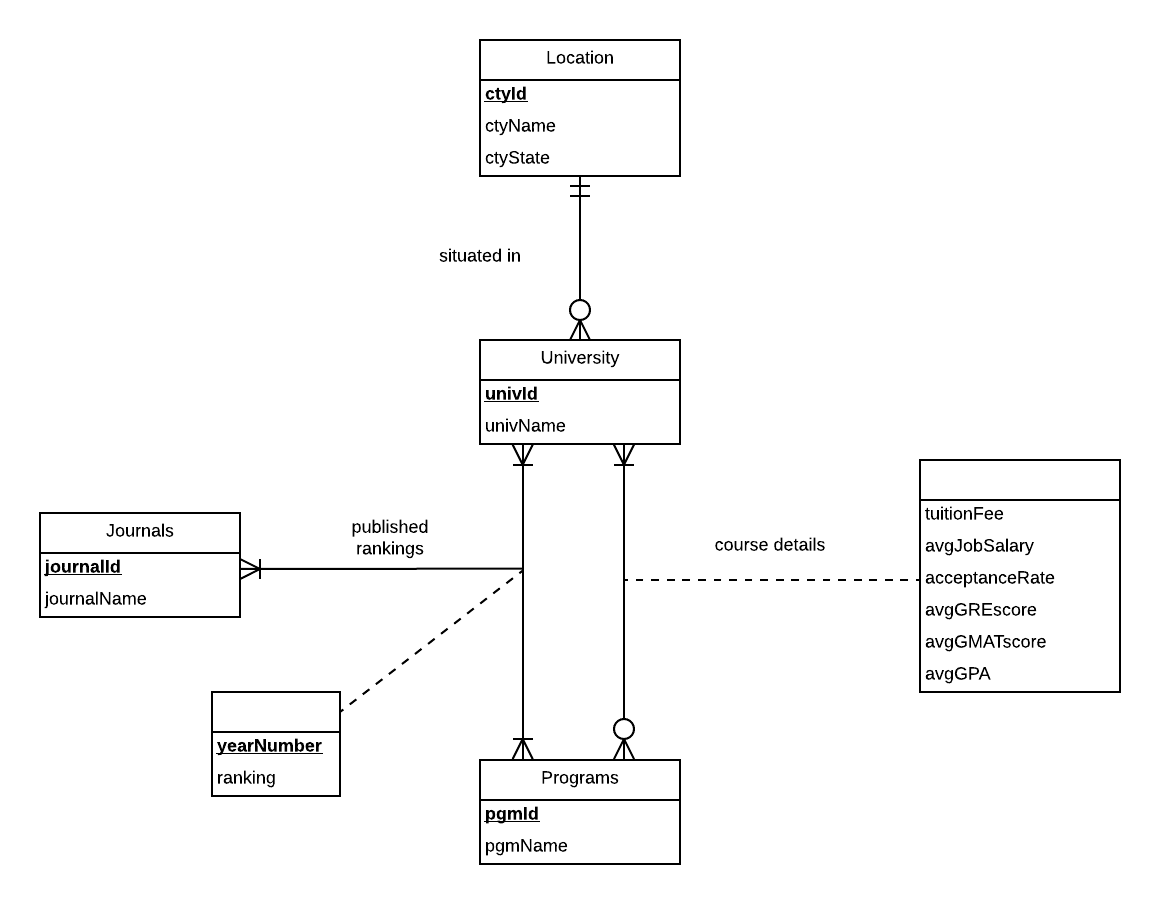 Location
ctyId
ctyName
ctyState
situated in
University
univId
univName
Journals
journalId
journalName
published
rankings
course details
tuitionFee
avgJobSalary
acceptanceRate
avgGREscore
avgGMATscore
avgGPA
yearNumber
ranking
Programs
pgmId
pgmName